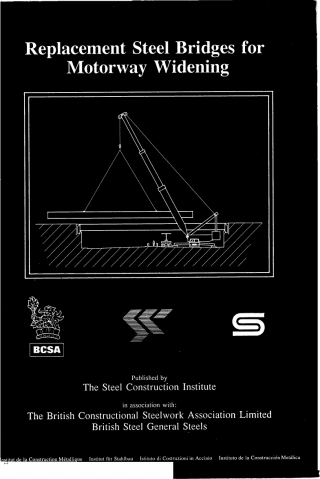 Replacement Steel Bridges for
Motorway Widening
BCSA
Published by
The Steel Construction Institute
in association with:
The British Constructional Steelwork Association Limited
British Steel General Steels
de la Construction Métallique Institut für Stahlbau Istituto di Costruzioni in Acciaio Instituto de la Construcción Metálica